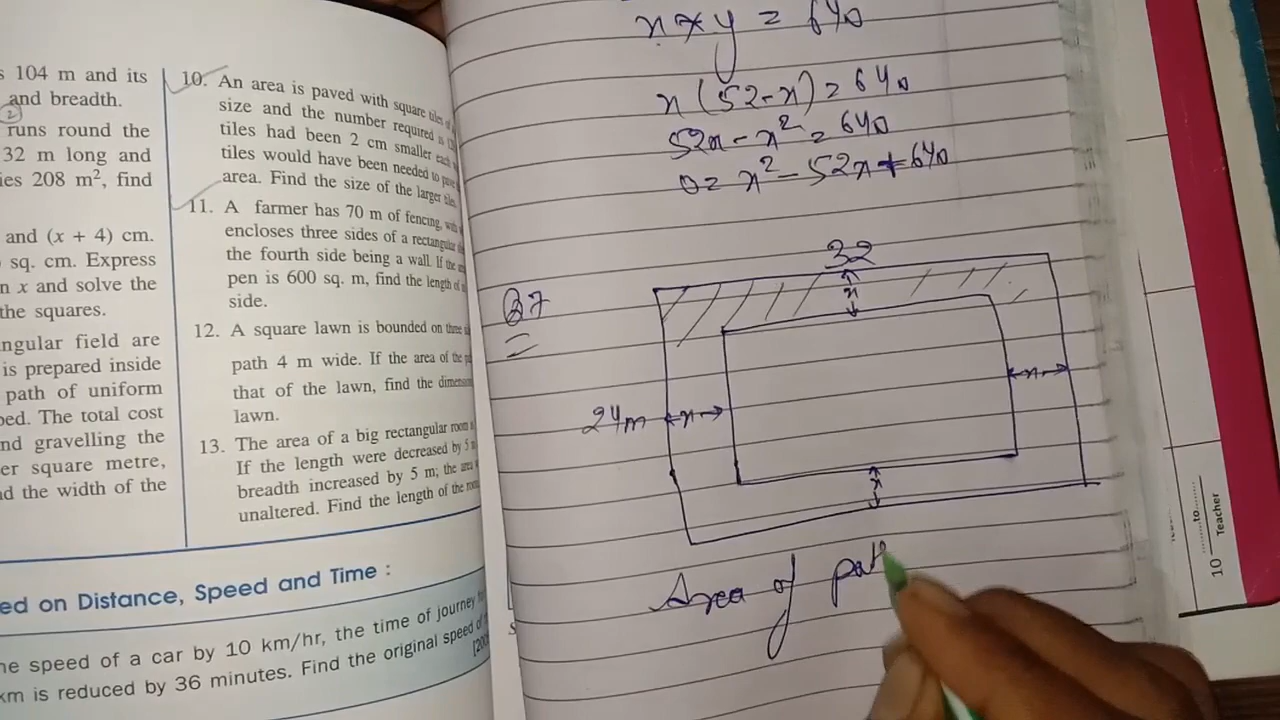 s 104 m and its
and breadth.
2
runs round the
32 m long and
ies 208 m², find
and (x + 4) cm.
sq. cm. Express
n x and solve the
the squares.
ngular field are
is prepared inside
path of uniform
ped. The total cost
nd gravelling the
er square metre,
d the width of the
10. An area is paved with square tiles
size and the number required is
tiles had been 2 cm smaller each
tiles would have been needed to
area. Find the size of the larger tiles.
11. A farmer has 70 m of fencing, with
encloses three sides of a rectangular
the fourth side being a wall. If the
pen is 600 sq. m, find the length of
side.
12. A square lawn is bounded on three
path 4 m wide. If the area of the
that of the lawn, find the dimen
lawn.
13. The area of a big rectangular room
If the length were decreased by 5
breadth increased by 5 m; the area
unaltered. Find the length of the
ed on Distance, Speed and Time :
he speed of a car by 10 km/hr, the time of journey
km is reduced by 36 minutes. Find the original speed of
x × y = 640
x (52-x) = 640
52x - x² = 640
0 = x² - 52x + 640
Q7
32
x
24m
x
x
x
Area of pat
to
10
Teacher